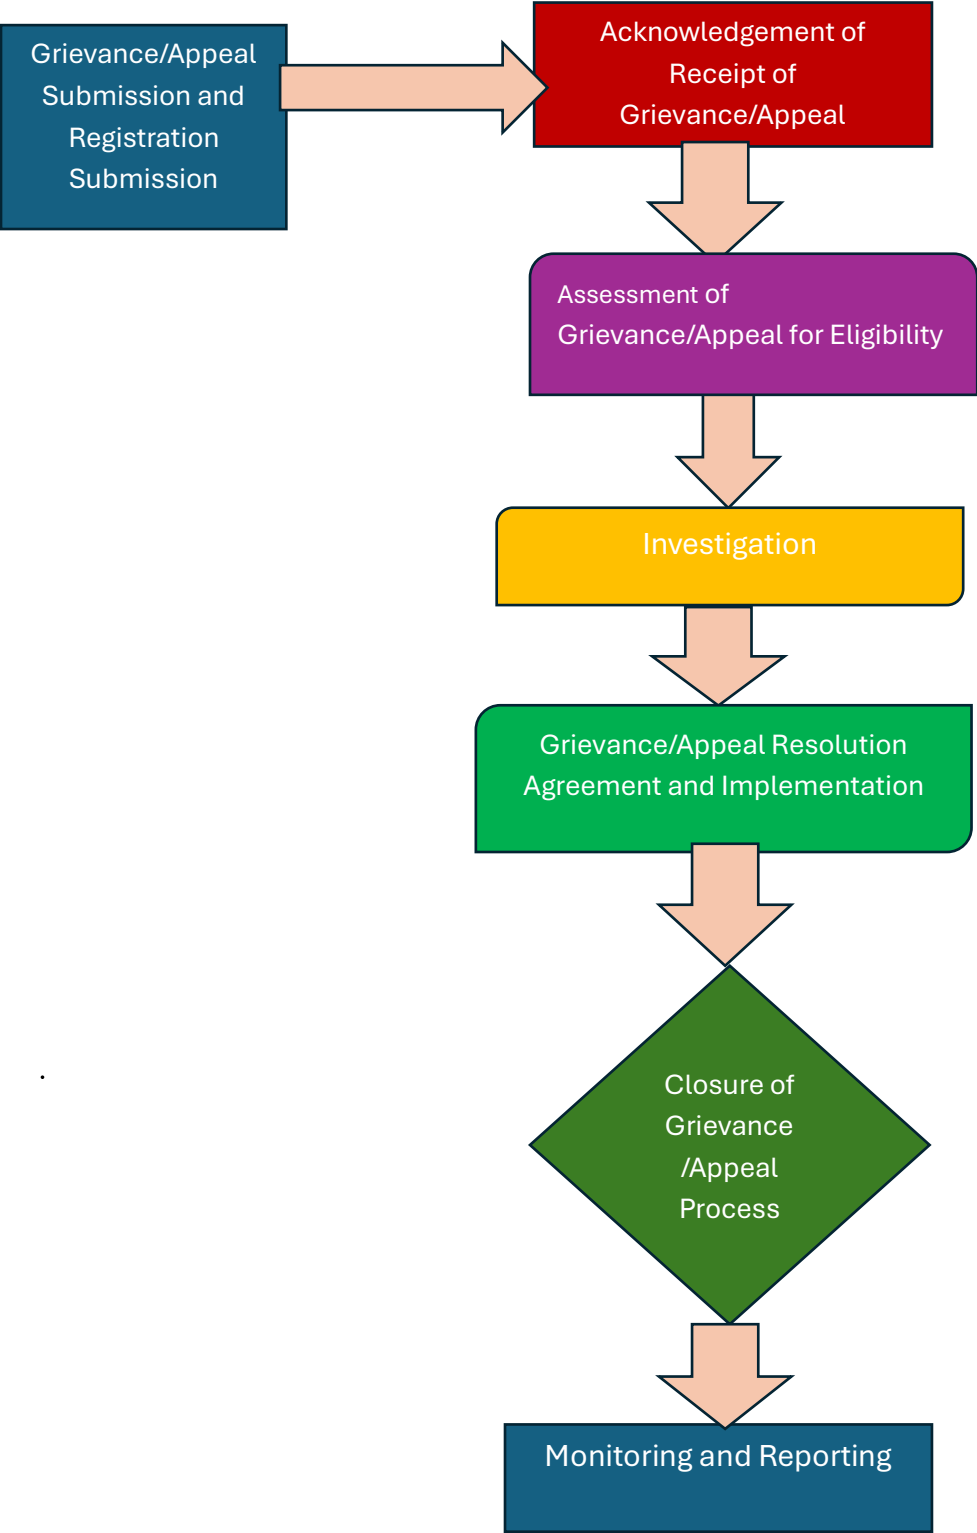 Grievance/Appeal
Submission and
Registration
Submission
Acknowledgement of
Receipt of
Grievance/Appeal
Assessment of
Grievance/Appeal for Eligibility
Investigation
Grievance/Appeal Resolution
Agreement and Implementation
.
Closure of
Grievance
/Appeal
Process
Monitoring and Reporting